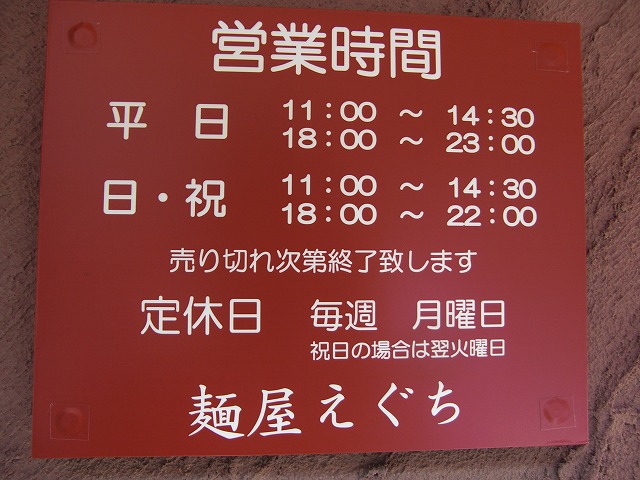 営業時間
平 日 11:00 ～ 14:30
18:00 ～ 23:00
日・祝 11:00 ～ 14:30
18:00 ～ 22:00
売り切れ次第終了致します
定休日 毎週 月曜日
祝日の場合は翌火曜日
麺屋えぐち